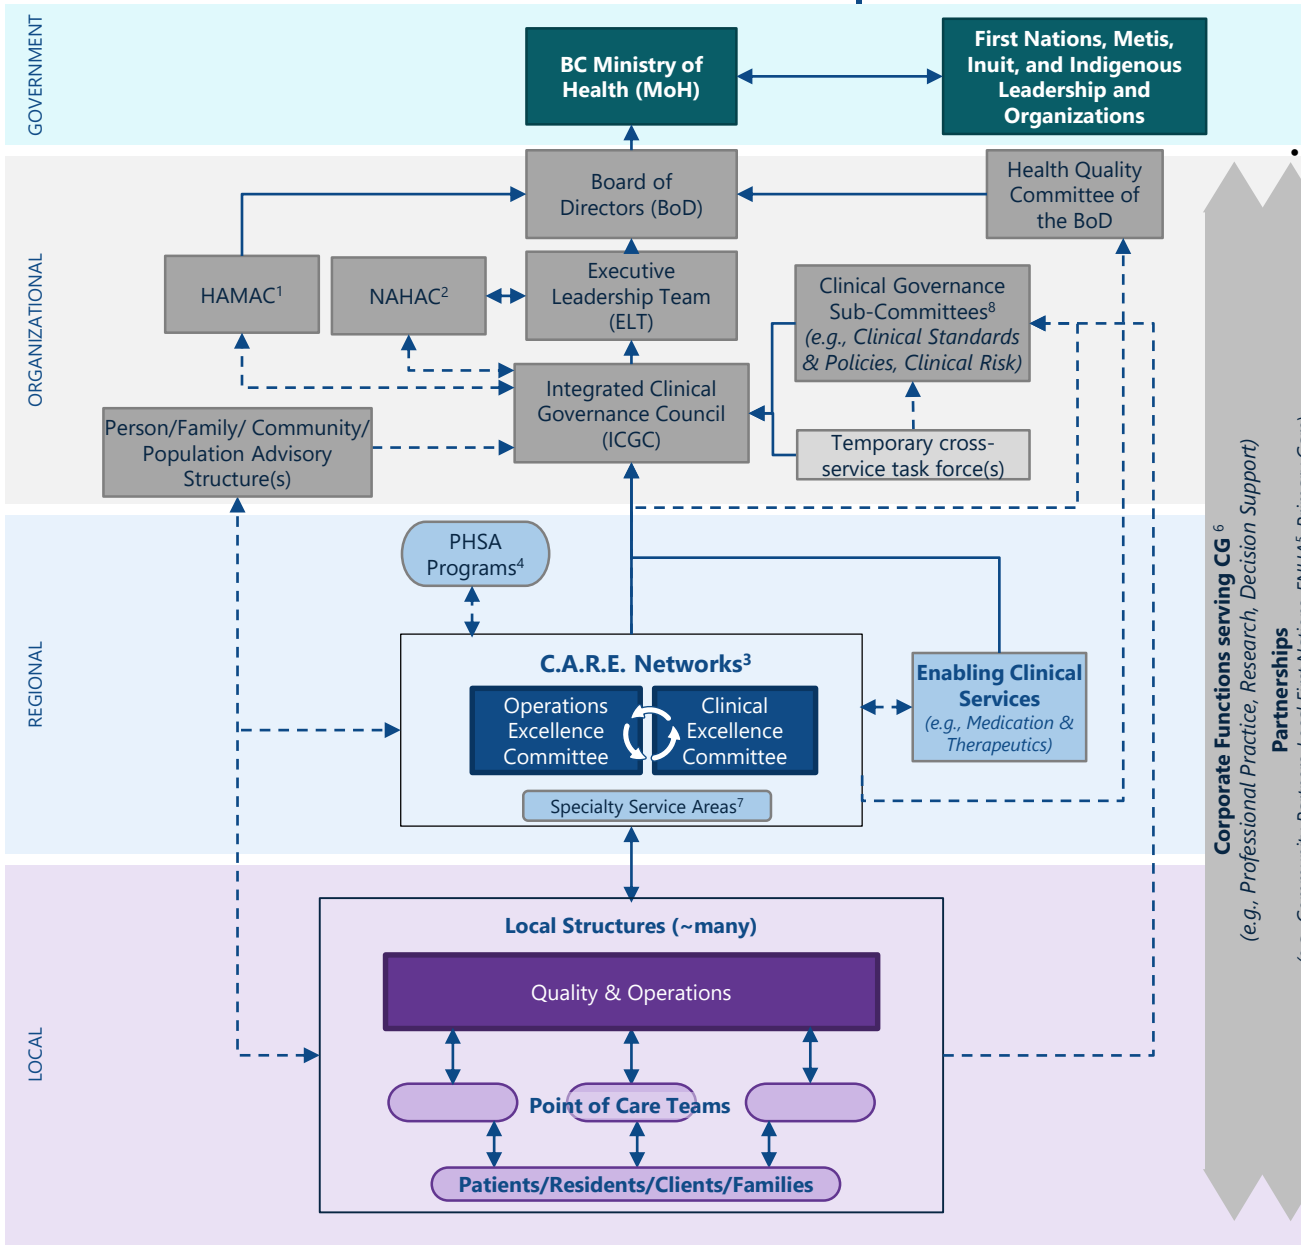 GOVERNMENT
BC Ministry of
Health (MoH)
First Nations, Metis,
Inuit, and Indigenous
Leadership and
Organizations
ORGANIZATIONAL
Board of
Directors (BoD)
Health Quality
Committee of
the BoD
HAMAC¹
NAHAC²
Executive
Leadership Team
(ELT)
Clinical Governance
Sub-Committees⁸
(e.g., Clinical Standards
& Policies, Clinical Risk)
Integrated Clinical
Governance Council
(ICGC)
Person/Family/ Community/
Population Advisory
Structure(s)
Temporary cross-
service task force(s)
REGIONAL
PHSA
Programs⁴
C.A.R.E. Networks³
Operations
Excellence
Committee
Clinical
Excellence
Committee
Specialty Service Areas⁷
Enabling Clinical
Services
(e.g., Medication &
Therapeutics)
LOCAL
Local Structures (~many)
Quality & Operations
Point of Care Teams
Patients/Residents/Clients/Families
Corporate Functions serving CG ⁶
(e.g., Professional Practice, Research, Decision Support)
Partnerships